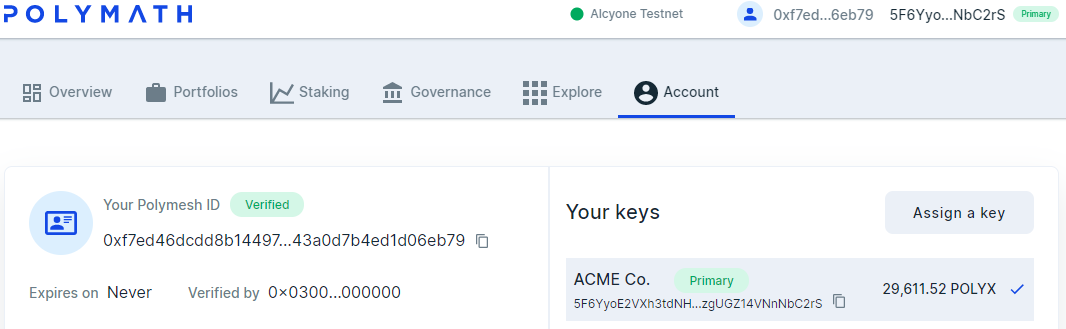 POLYMATH
Alcyone Testnet
0xf7ed...6eb79 5F6Yyo...NbC2rS Primary
Overview Portfolios Staking Governance Explore Account
Your Polymesh ID Verified
0xf7ed46dcdd8b14497...43a0d7b4ed1d06eb79
Expires on Never Verified by 0×0300...000000
Your keys
Assign a key
ACME Co. Primary
5F6YyoE2VXh3tdNH...zgUGZ14VNnNbC2rS
29,611.52 POLYX